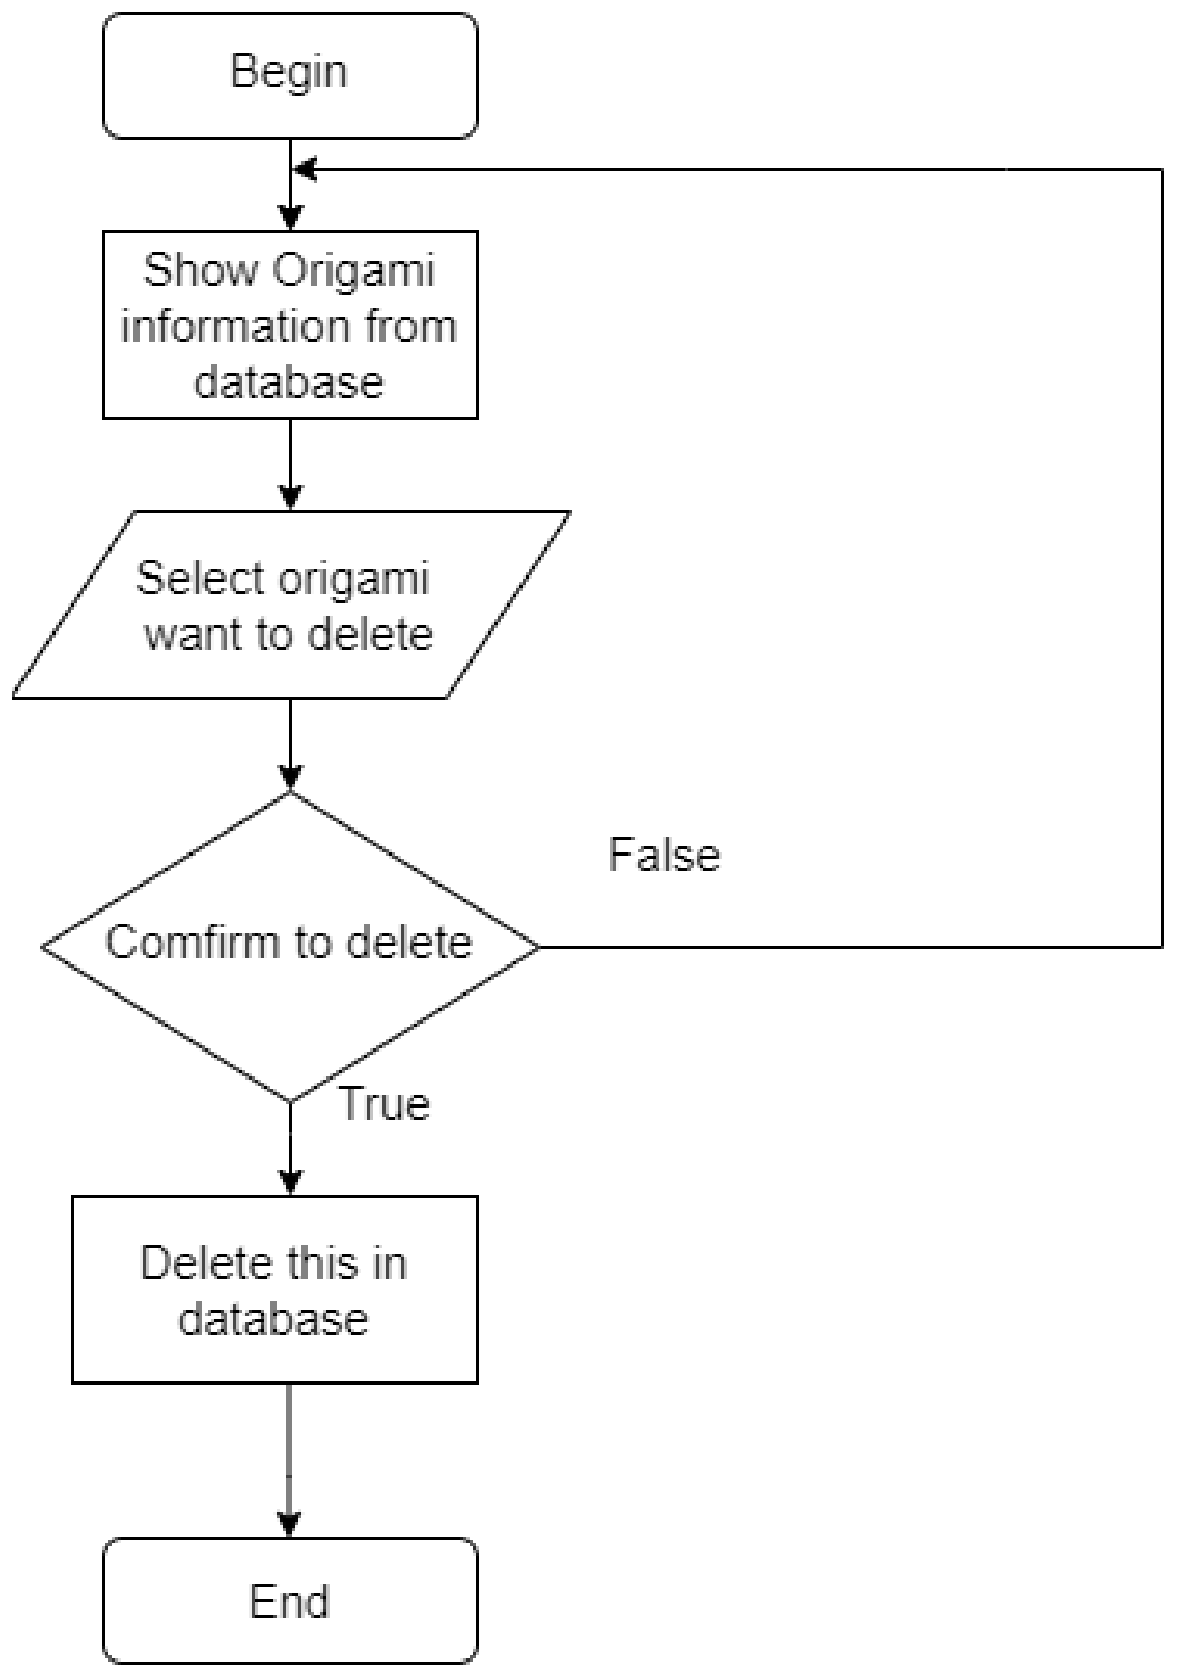 Begin
Show Origami
information from
database
Select origami
want to delete
False
Comfirm to delete
True
Delete this in
database
End